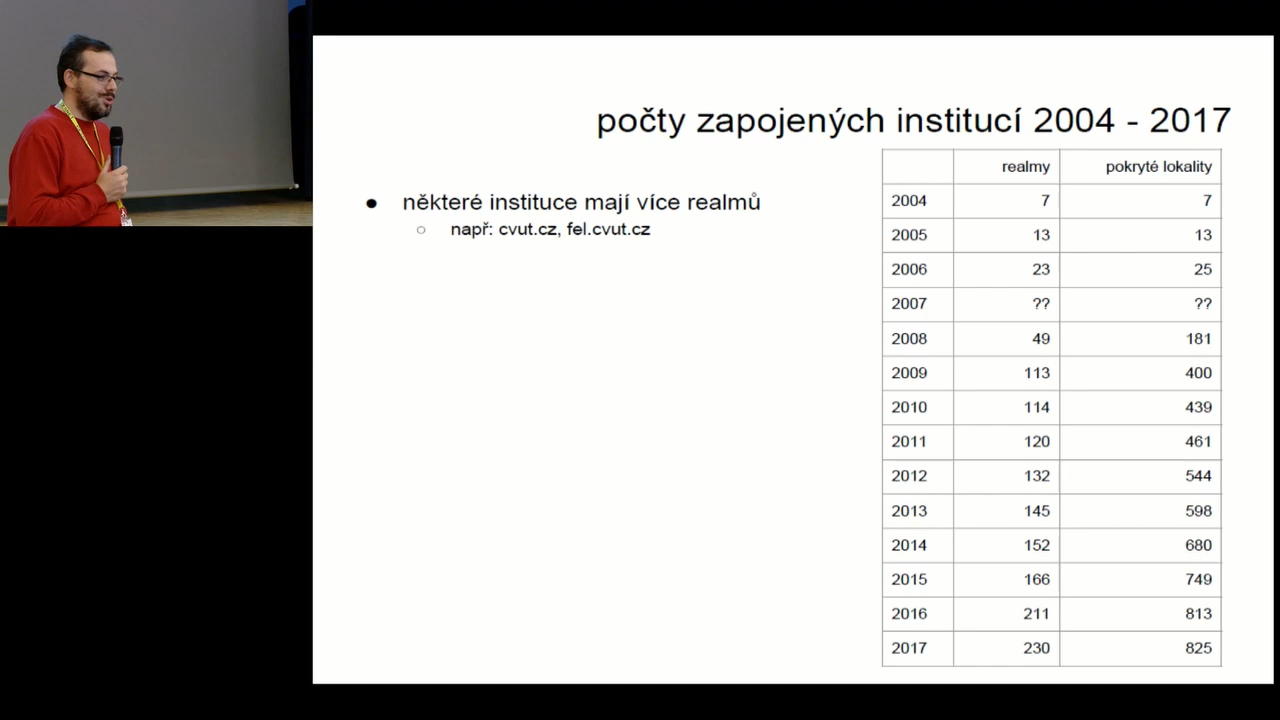 počty zapojených institucí 2004 - 2017
● některé instituce mají více realmů
○ např: cvut.cz, fel.cvut.cz
realmy pokryté lokality
2004 7 7
2005 13 13
2006 23 25
2007 ?? ??
2008 49 181
2009 113 400
2010 114 439
2011 120 461
2012 132 544
2013 145 598
2014 152 680
2015 166 749
2016 211 813
2017 230 825